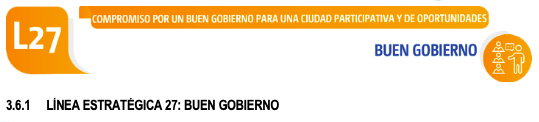 L27
COMPROMISO POR UN BUEN GOBIERNO PARA UNA CIUDAD PARTICIPATIVA Y DE OPORTUNIDADES
BUEN GOBIERNO
3.6.1 LÍNEA ESTRATÉGICA 27: BUEN GOBIERNO